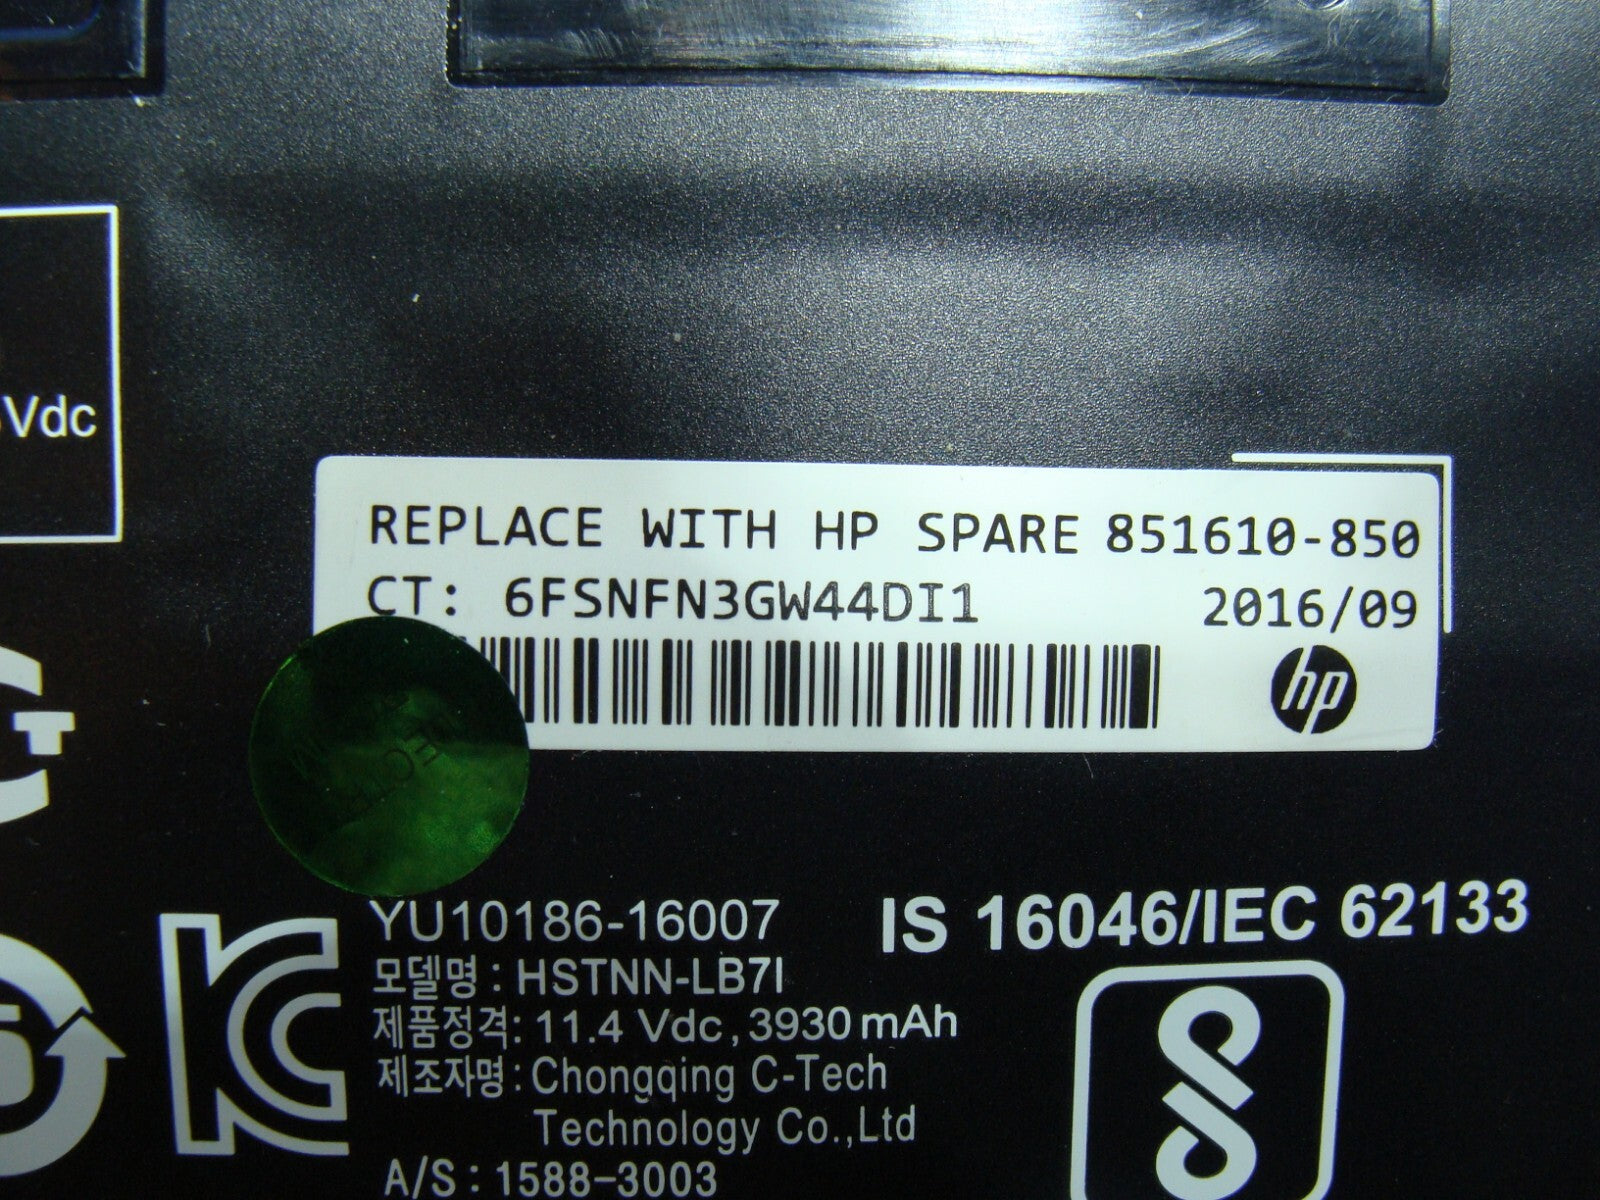 Vdc
REPLACE WITH HP SPARE 851610-850
CT: 6FSNFN3GW44DI1 2016/09
hp
YU10186-16007
IS 16046/IEC 62133
모델명 : HSTNN-LB7I
제품정격: 11.4 Vdc, 3930 mAh
제조자명 : Chongqing C-Tech
Technology Co.,Ltd
A/S : 1588-3003